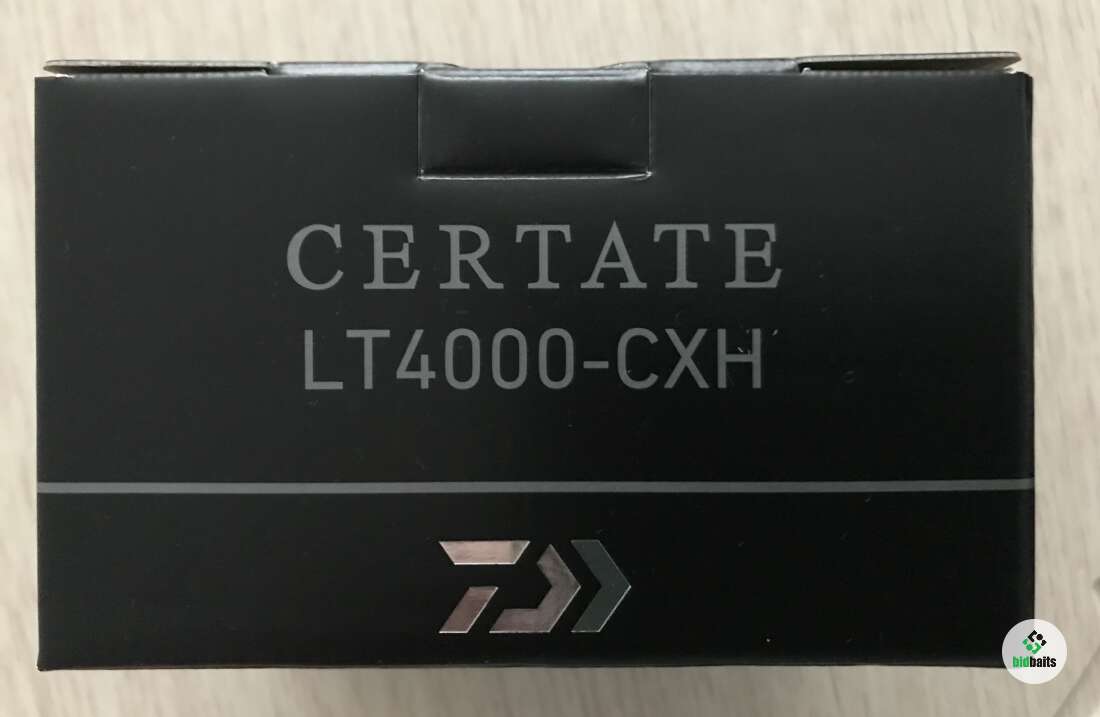 CERTATE
LT4000-CXH
bidbaits